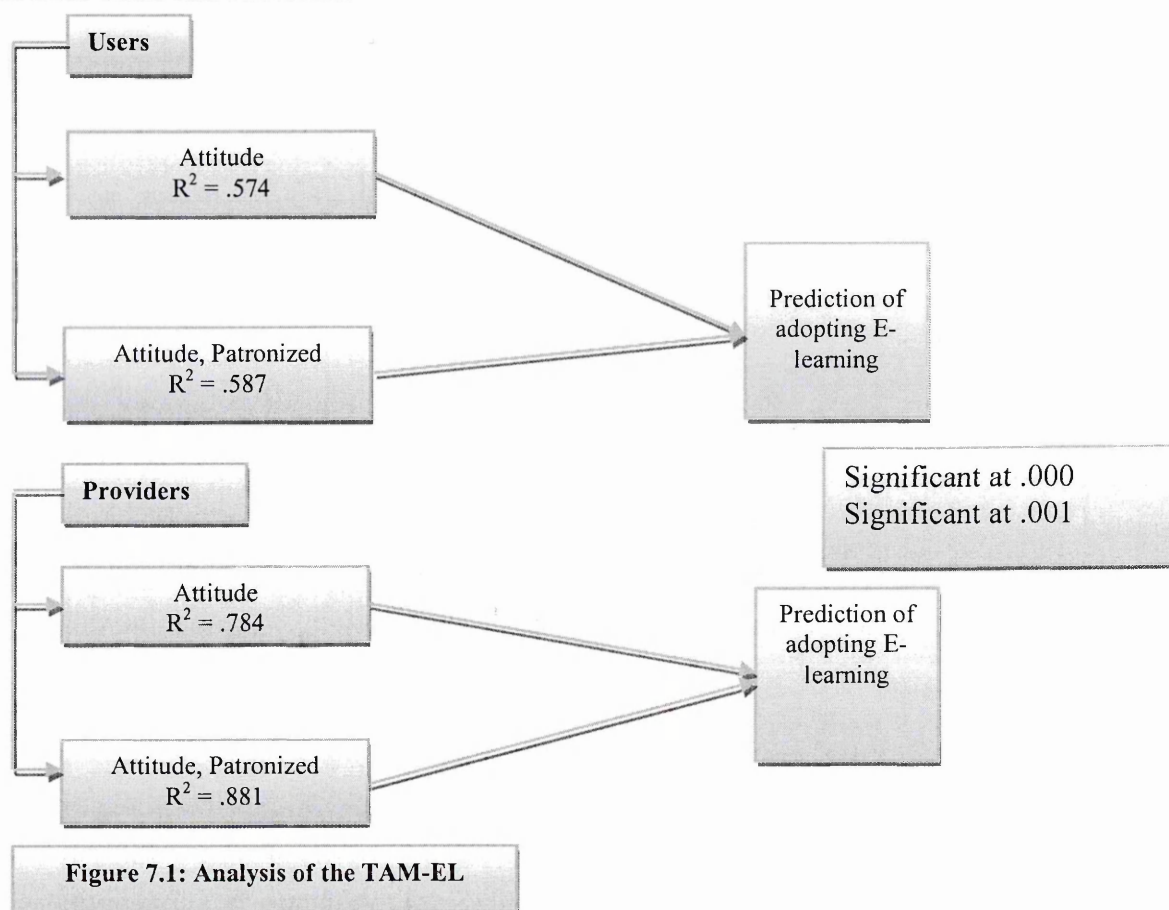 Users
Attitude
R² = .574
Attitude, Patronized
R² = .587
Prediction of
adopting E-
learning
Providers
Attitude
R² = .784
Attitude, Patronized
R² = .881
Prediction of
adopting E-
learning
Significant at .000
Significant at .001
Figure 7.1: Analysis of the TAM-EL